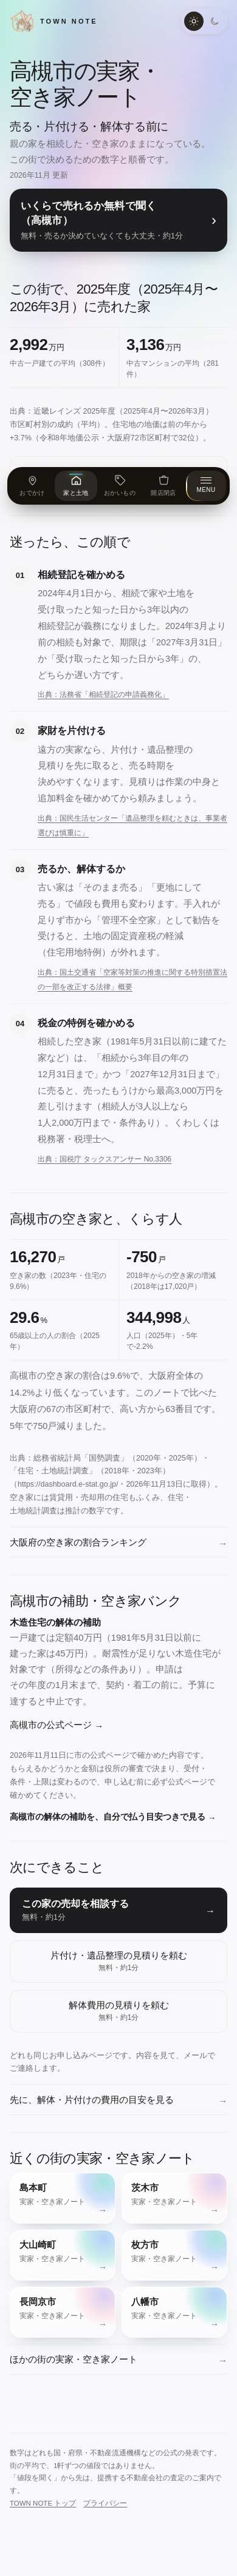 TOWN NOTE
高槻市の実家・
空き家ノート
売る・片付ける・解体する前に
親の家を相続した・空き家のままになっている。
この街で決めるための数字と順番です。
2026年11月 更新
いくらで売れるか無料で聞く
（高槻市）
無料・売るか決めていなくても大丈夫・約1分
この街で、2025年度（2025年4月〜
2026年3月）に売れた家
2,992万円
中古一戸建ての平均（308件）
3,136万円
中古マンションの平均（281
件）
出典：近畿レインズ 2025年度（2025年4月〜2026年3月）
市区町村別の成約（平均）。住宅地の地価は前の年から
+3.7%（令和8年地価公示・大阪府72市区町村で32位）。
おでかけ
家と土地
おかいもの
開店閉店
MENU
迷ったら、この順で
01
相続登記を確かめる
2024年4月1日から、相続で家や土地を
受け取ったと知った日から3年以内の
相続登記が義務になりました。2024年3月より
前の相続も対象で、期限は「2027年3月31日」
か「受け取ったと知った日から3年」の、
どちらか遅い方です。
出典：法務省「相続登記の申請義務化」
02
家財を片付ける
遠方の実家なら、片付け・遺品整理の
見積りを先に取ると、売る時期を
決めやすくなります。見積りは作業の中身と
追加料金を確かめてから頼みましょう。
出典：国民生活センター「遺品整理を頼むときは、事業者
選びは慎重に」
03
売るか、解体するか
古い家は「そのまま売る」「更地にして
売る」で値段も費用も変わります。手入れが
足りず市から「管理不全空家」として勧告を
受けると、土地の固定資産税の軽減
（住宅用地特例）が外れます。
出典：国土交通省「空家等対策の推進に関する特別措置法
の一部を改正する法律」概要
04
税金の特例を確かめる
相続した空き家（1981年5月31日以前に建てた
家など）は、「相続から3年目の年の
12月31日まで」かつ「2027年12月31日まで」
に売ると、売ったもうけから最高3,000万円を
差し引けます（相続人が3人以上なら
1人2,000万円まで・条件あり）。くわしくは
税務署・税理士へ。
出典：国税庁 タックスアンサー No.3306
高槻市の空き家と、くらす人
16,270戸
空き家の数（2023年・住宅の
9.6%）
-750戸
2018年からの空き家の増減
（2018年は17,020戸）
29.6%
65歳以上の人の割合（2025
年）
344,998人
人口（2025年）・5年
で-2.2%
高槻市の空き家の割合は9.6%で、大阪府全体の
14.2%より低くなっています。このノートで比べた
大阪府の67の市区町村で、高い方から63番目です。
5年で750戸減りました。
出典：総務省統計局「国勢調査」（2020年・2025年）・
「住宅・土地統計調査」（2018年・2023年）
（https://dashboard.e-stat.go.jp/・2026年11月13日に取得）。
空き家には賃貸用・売却用の住宅もふくみ、住宅・
土地統計調査は推計の数字です。
大阪府の空き家の割合ランキング →
高槻市の補助・空き家バンク
木造住宅の解体の補助
一戸建ては定額40万円（1981年5月31日以前に
建った家は45万円）。耐震性が足りない木造住宅が
対象です（所得などの条件あり）。申請は
その年度の1月末まで、契約・着工の前に。予算に
達すると中止です。
高槻市の公式ページ →
2026年11月11日に市の公式ページで確かめた内容です。
もらえるかどうかと金額は役所の審査で決まり、受付・
条件・上限は変わるので、申し込む前に必ず公式ページで
確かめてください。
高槻市の解体の補助を、自分で払う目安つきで見る →
次にできること
この家の売却を相談する
無料・約1分
→
片付け・遺品整理の見積りを頼む
無料・約1分
解体費用の見積りを頼む
無料・約1分
どれも同じお申し込みページです。内容を見て、メールで
ご連絡します。
先に、解体・片付けの費用の目安を見る →
近くの街の実家・空き家ノート
島本町
実家・空き家ノート
→
茨木市
実家・空き家ノート
→
大山崎町
実家・空き家ノート
→
枚方市
実家・空き家ノート
→
長岡京市
実家・空き家ノート
→
八幡市
実家・空き家ノート
→
ほかの街の実家・空き家ノート →
数字はどれも国・府県・不動産流通機構などの公式の発表です。
街の平均で、1軒ずつの値段ではありません。
「値段を聞く」から先は、提携する不動産会社の査定のご案内で
す。
TOWN NOTE トップ プライバシー